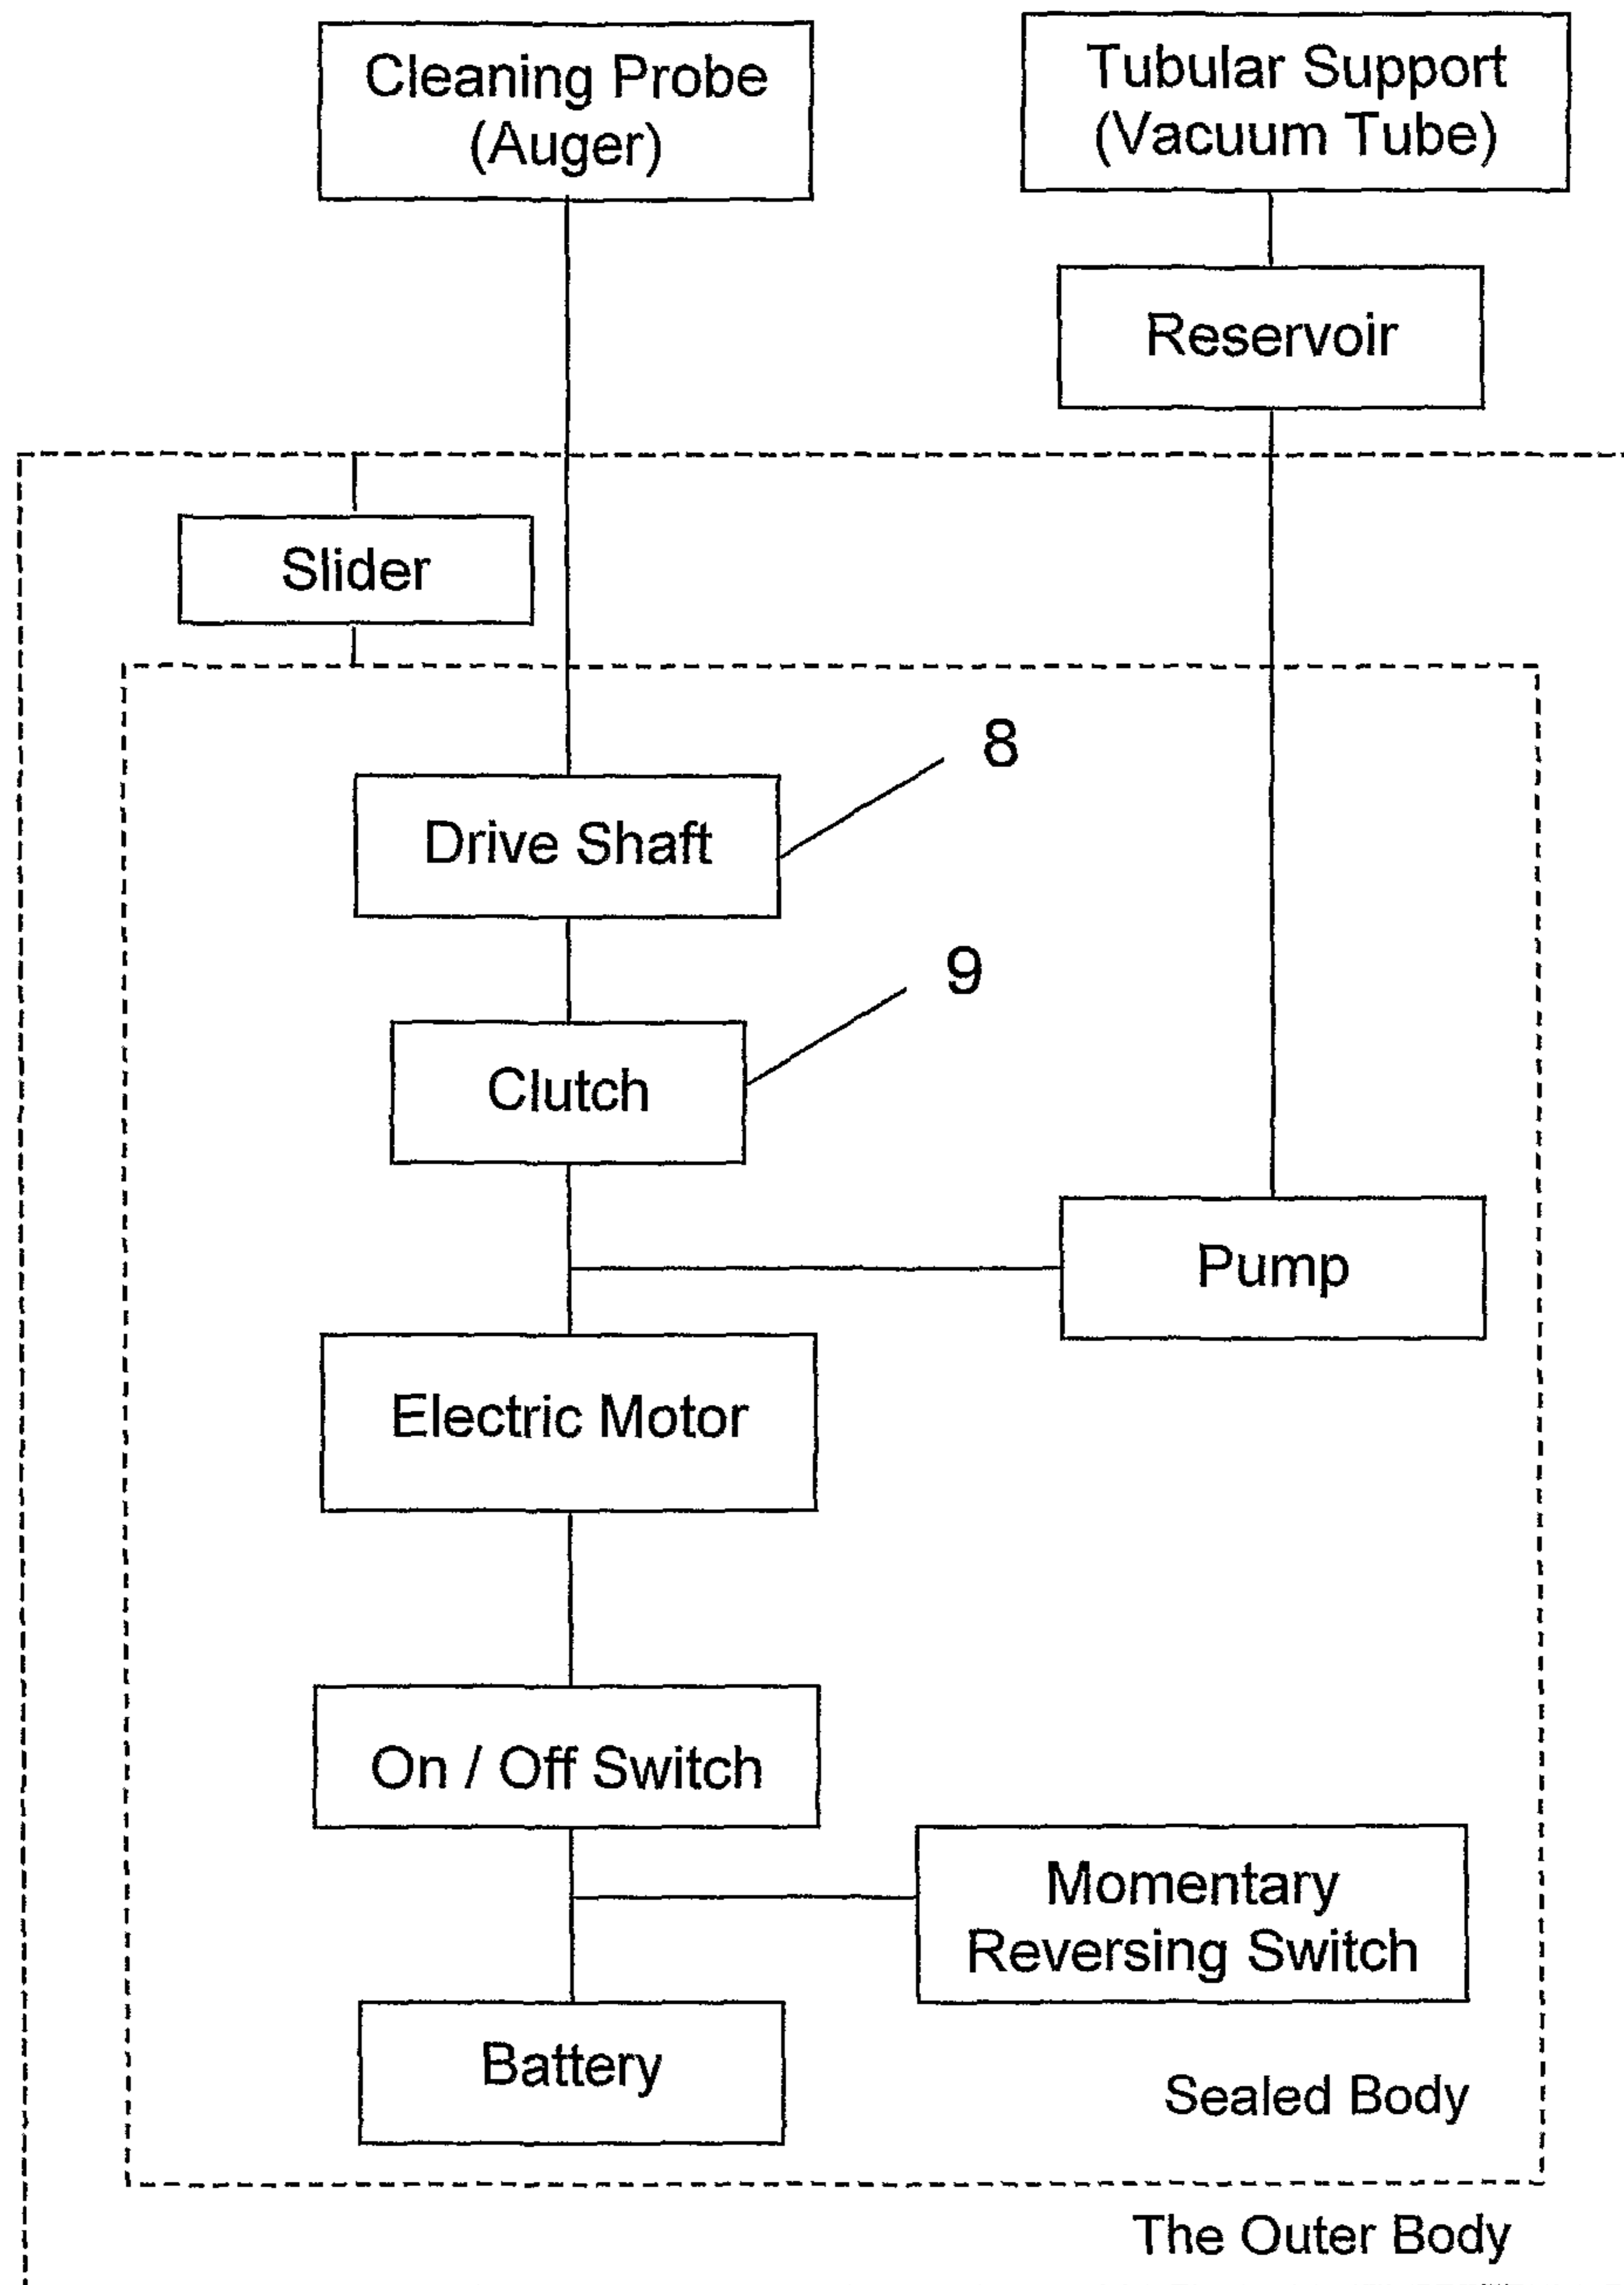 Cleaning Probe
(Auger)
Tubular Support
(Vacuum Tube)
Reservoir
Slider
8
Drive Shaft
9
Clutch
Pump
Electric Motor
On / Off Switch
Momentary
Reversing Switch
Battery
Sealed Body
The Outer Body